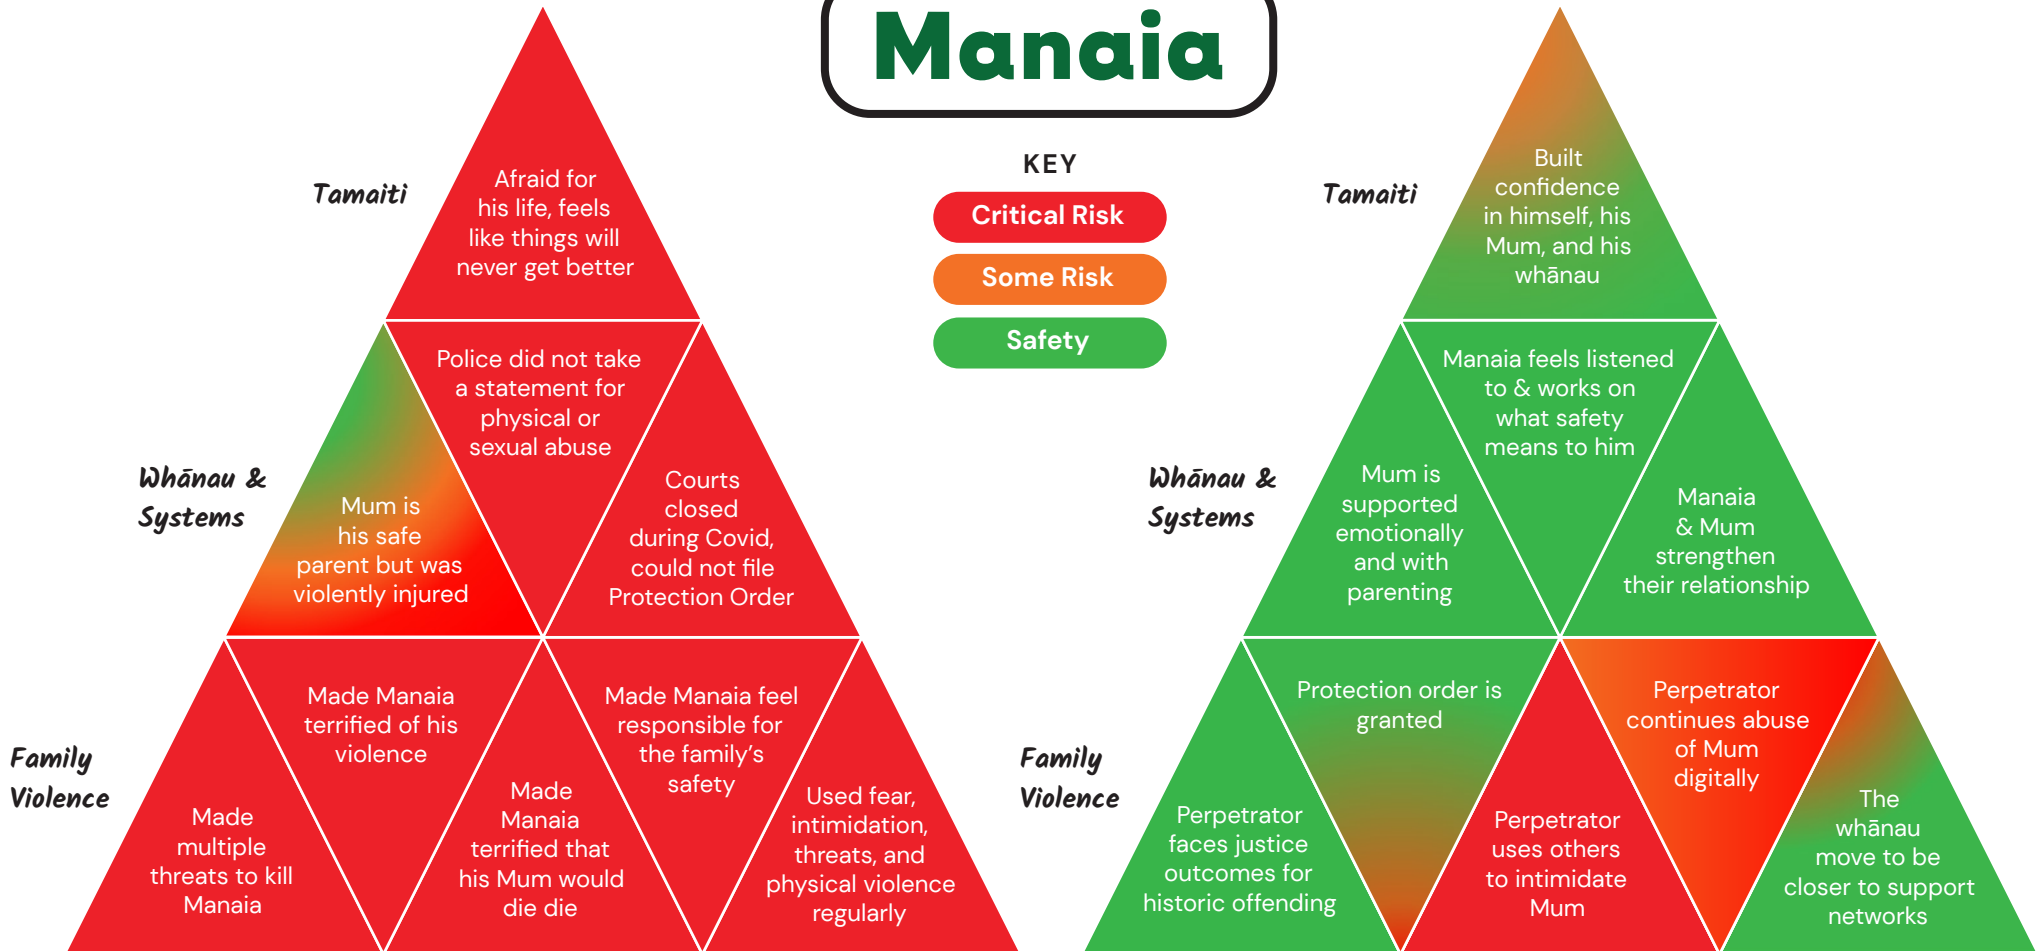 Manaia
KEY
Critical Risk
Some Risk
Safety
Tamaiti
Afraid for
his life, feels
like things will
never get better
Whānau &
Systems
Mum is
his safe
parent but was
violently injured
Police did not take
a statement for
physical or
sexual abuse
Courts
closed
during Covid,
could not file
Protection Order
Family
Violence
Made
multiple
threats to kill
Manaia
Made Manaia
terrified of his
violence
Made
Manaia
terrified that
his Mum would
die die
Made Manaia feel
responsible for
the family's
safety
Used fear,
intimidation,
threats, and
physical violence
regularly
Tamaiti
Built
confidence
in himself, his
Mum, and his
whānau
Whānau &
Systems
Mum is
supported
emotionally
and with
parenting
Manaia feels listened
to & works on
what safety
means to him
Manaia
& Mum
strengthen
their relationship
Family
Violence
Perpetrator
faces justice
outcomes for
historic offending
Protection order is
granted
Perpetrator
uses others
to intimidate
Mum
Perpetrator
continues abuse
of Mum
digitally
The
whānau
move to be
closer to support
networks